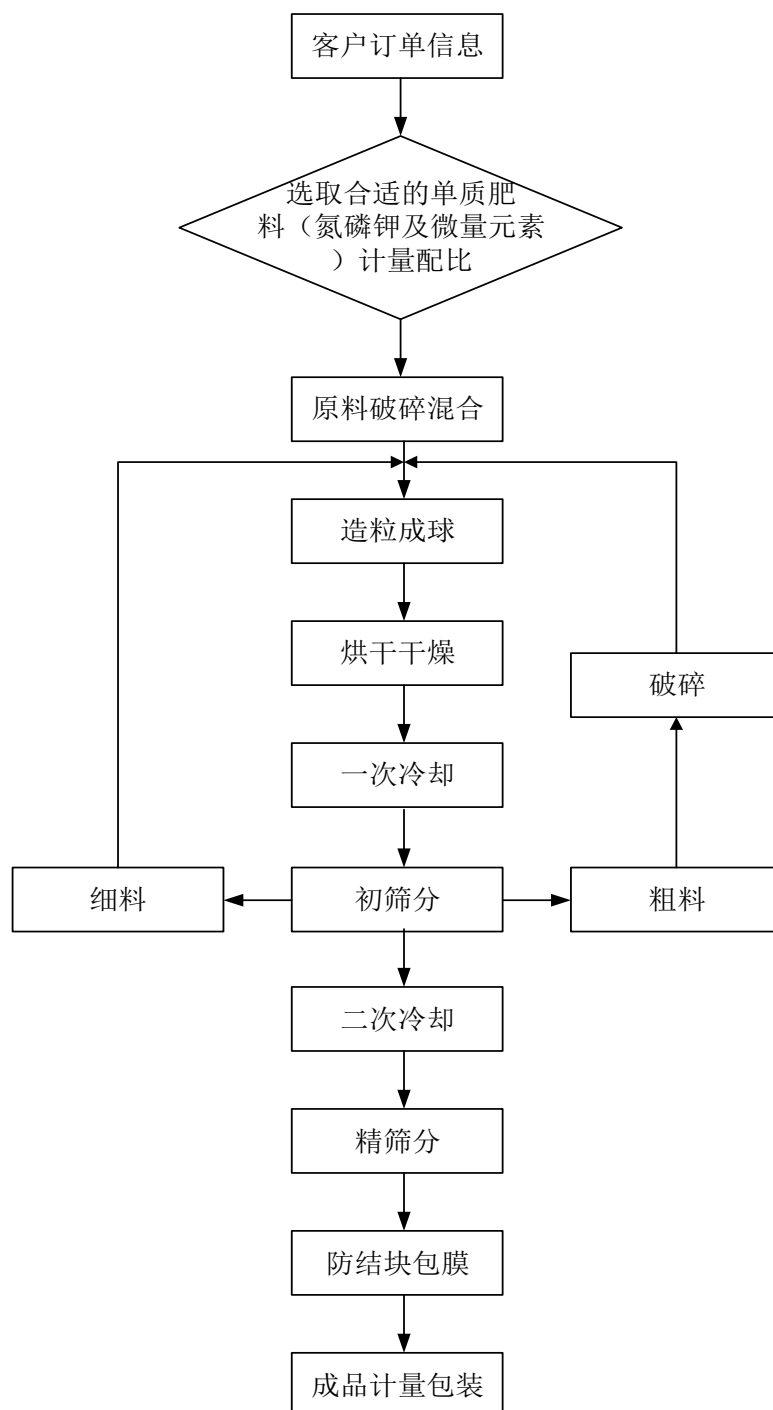 客户订单信息
选取合适的单质肥
料（氮磷钾及微量元素
）计量配比
原料破碎混合
造粒成球
烘干干燥
破碎
一次冷却
细料
初筛分
粗料
二次冷却
精筛分
防结块包膜
成品计量包装